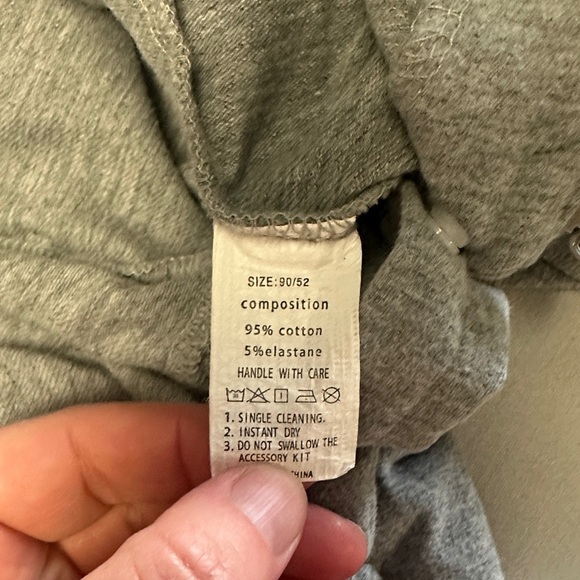 SIZE:90/52
composition
95% cotton
5%elastane
HANDLE WITH CARE
1. SINGLE CLEANING.
2. INSTANT DRY
3. DO NOT SWALLOW THE
ACCESSORY KIT
CHINA